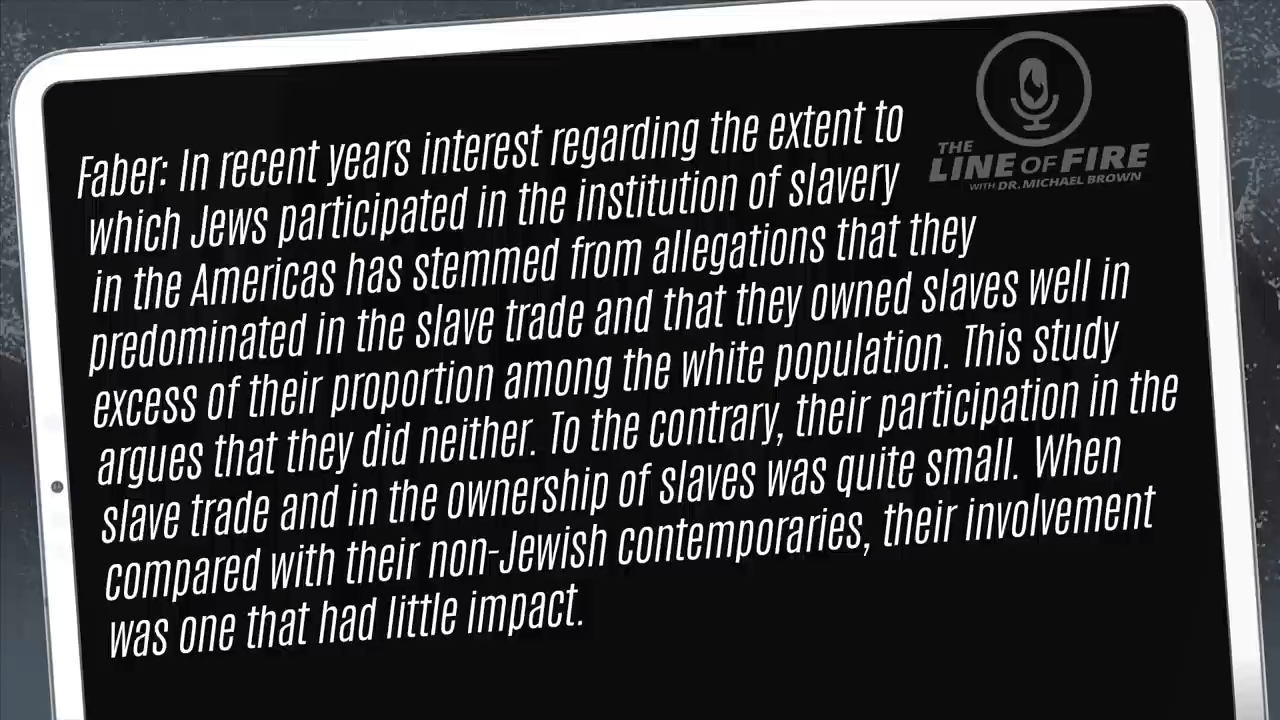 THE
LINE OF FIRE
WITH DR. MICHAEL BROWN
Faber: In recent years interest regarding the extent to
which Jews participated in the institution of slavery
in the Americas has stemmed from allegations that they
predominated in the slave trade and that they owned slaves well in
excess of their proportion among the white population. This study
argues that they did neither. To the contrary, their participation in the
slave trade and in the ownership of slaves was quite small. When
compared with their non-Jewish contemporaries, their involvement
was one that had little impact.